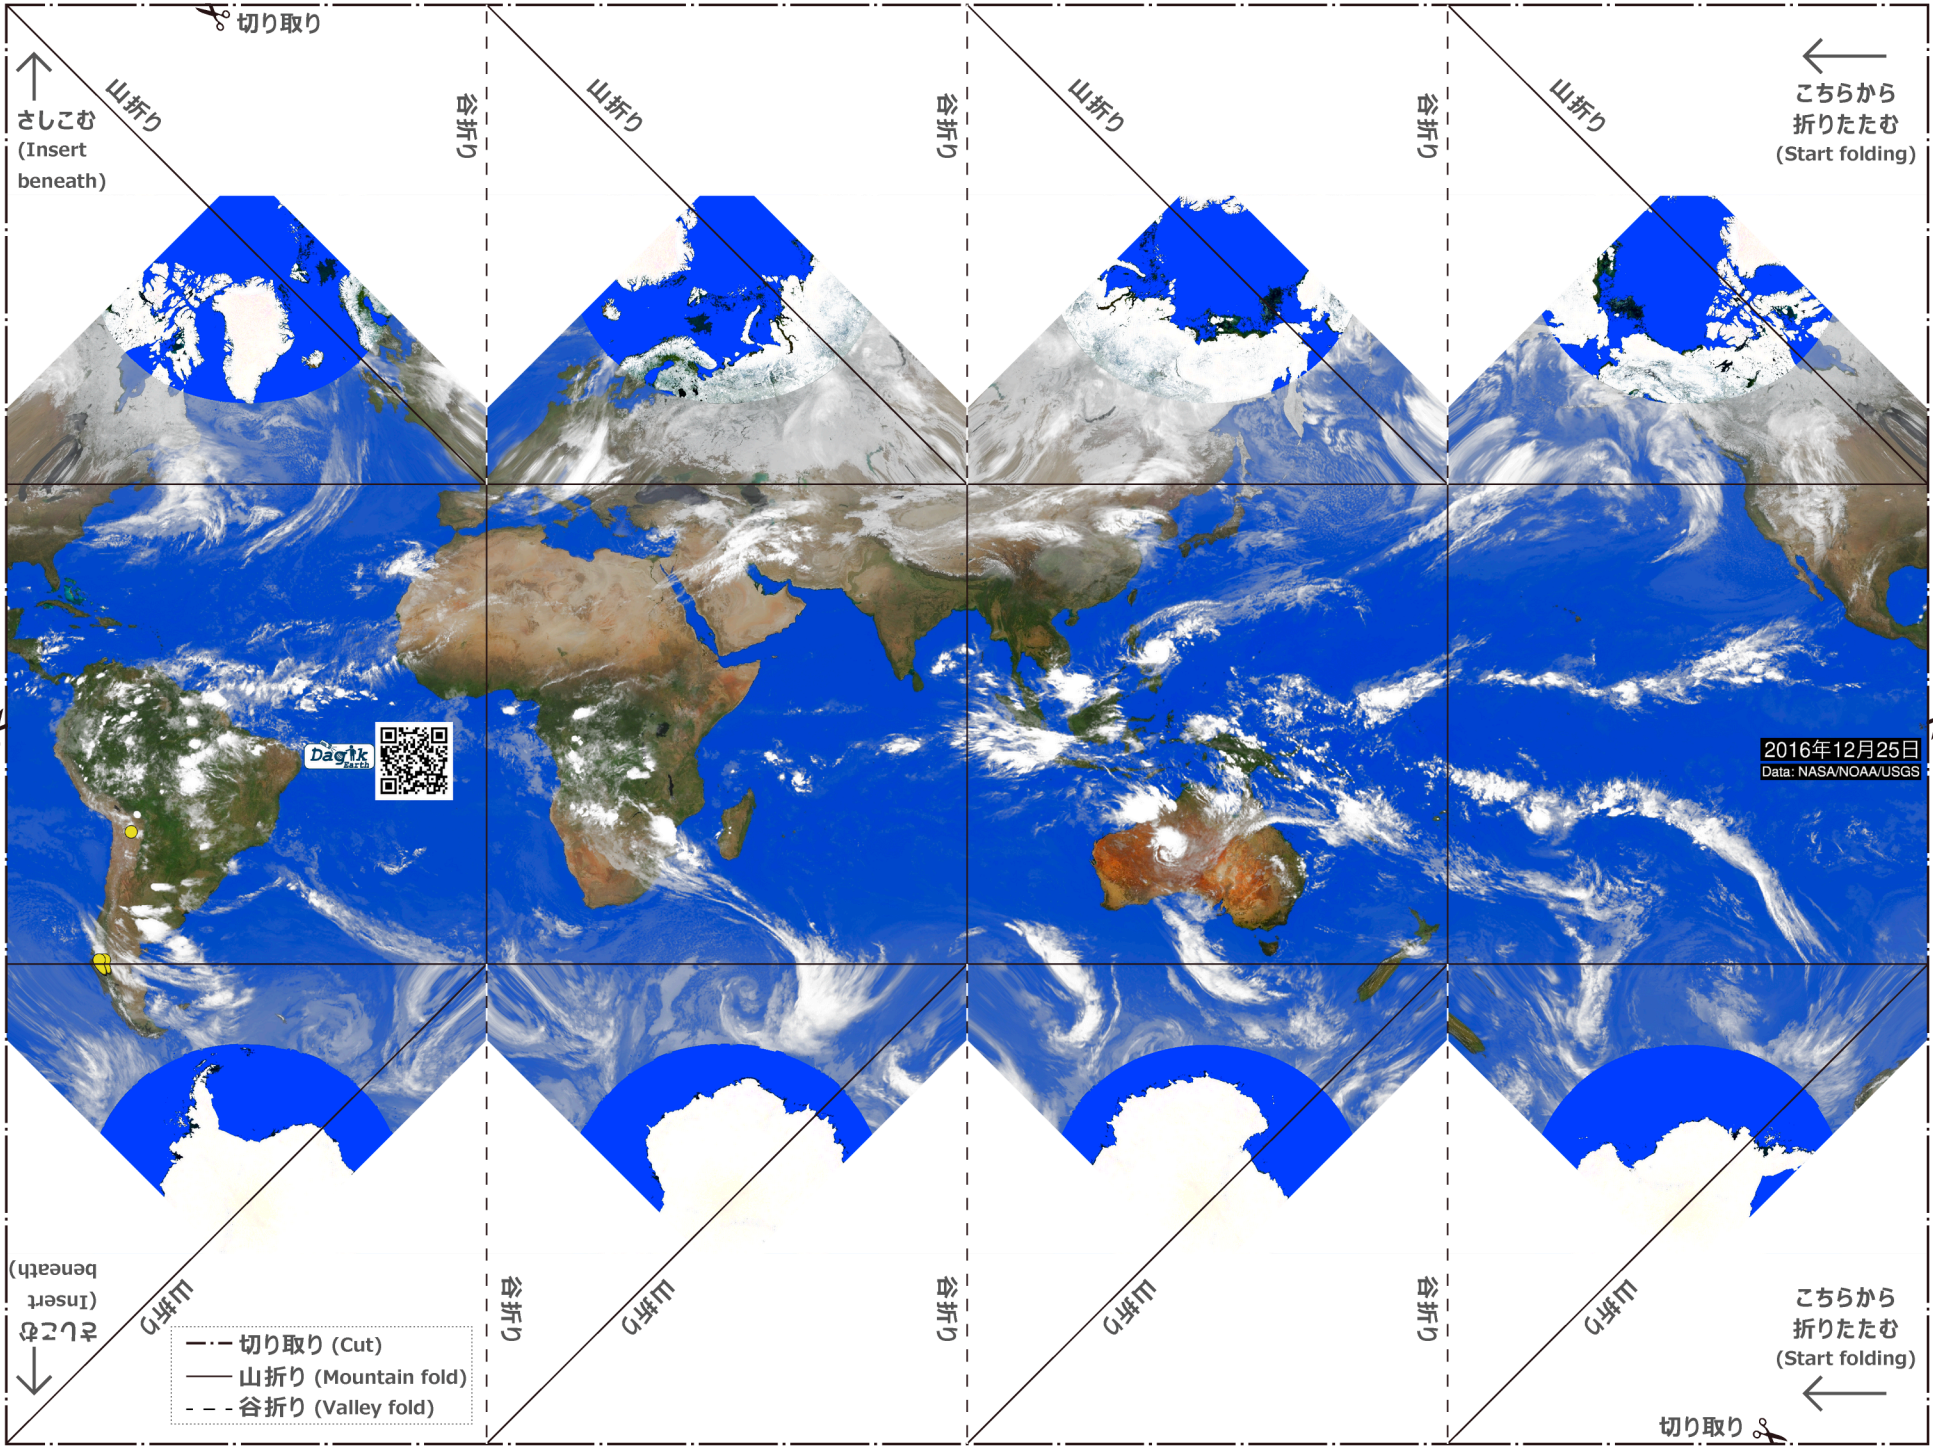 切り取り
山折り
谷折り
山折り
谷折り
山折り
谷折り
山折り
さしこむ
(Insert
beneath)
こちらから
折りたたむ
(Start folding)
Dagik
Earth
2016年12月25日
Data: NASA/NOAA/USGS
さしこむ
(Insert
beneath)
山折り
谷折り
山折り
谷折り
山折り
谷折り
山折り
こちらから
折りたたむ
(Start folding)
切り取り (Cut)
山折り (Mountain fold)
谷折り (Valley fold)
切り取り